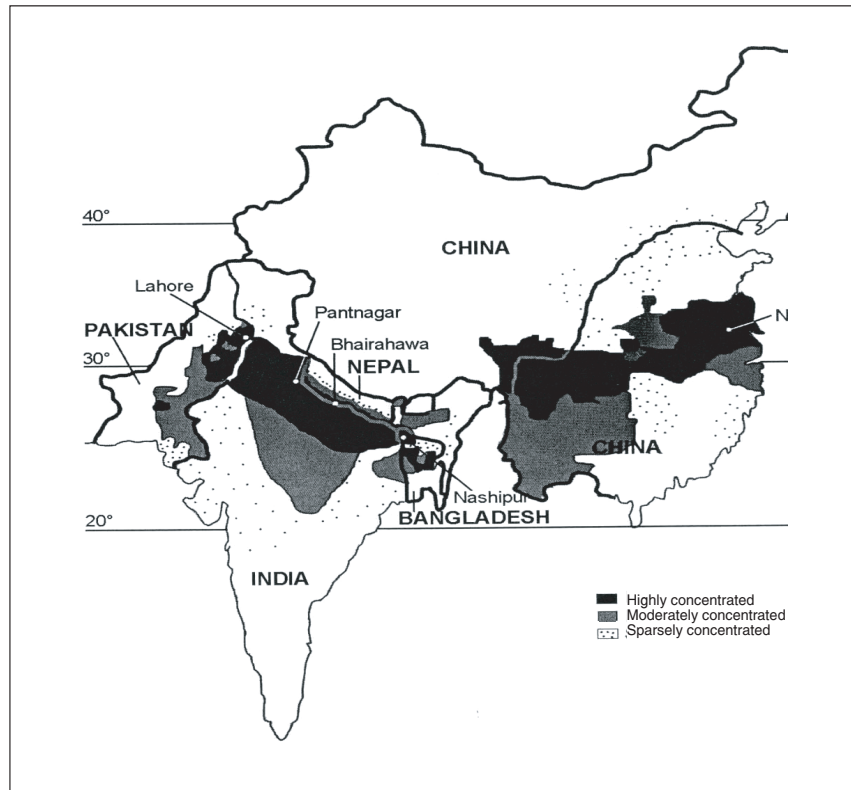 40°
CHINA
Lahore
Pantnagar
PAKISTAN
Bhairahawa
N
30°
NEPAL
CHINA
Nashipur
BANGLADESH
20°
INDIA
Highly concentrated
Moderately concentrated
Sparsely concentrated